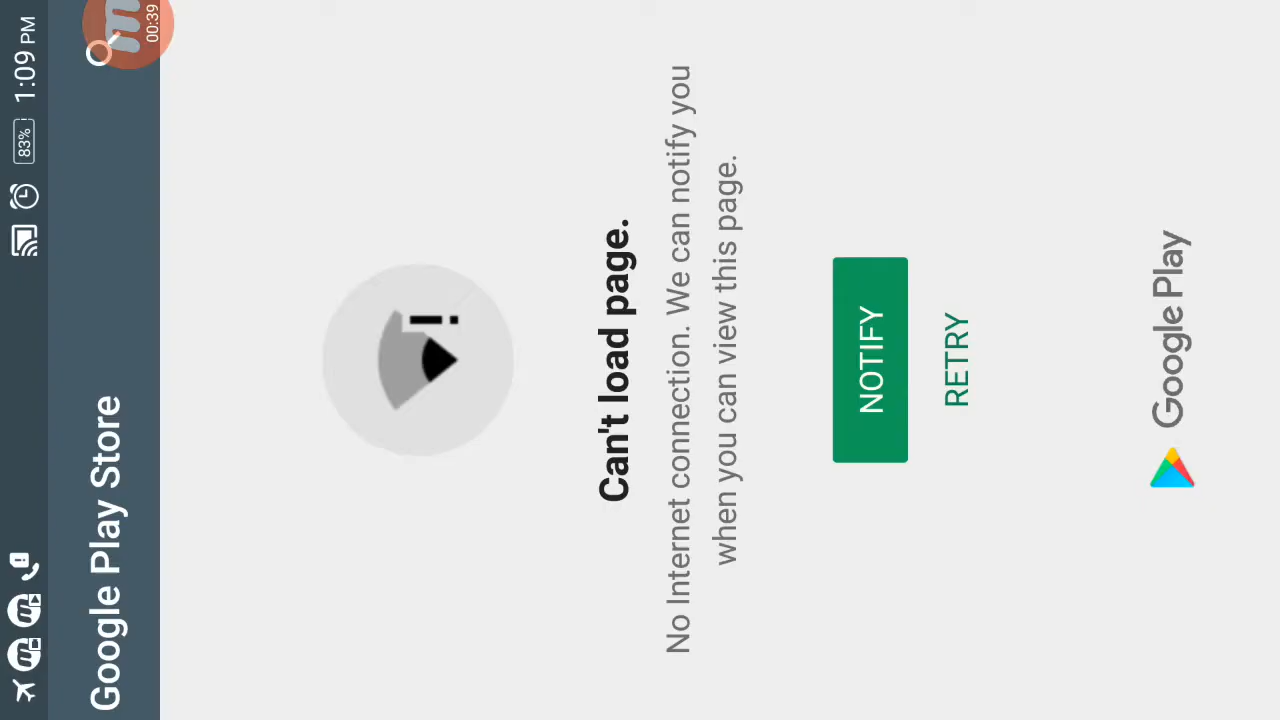 1:09 PM
83%
00:39
Google Play Store
Can't load page.
No Internet connection. We can notify you
when you can view this page.
NOTIFY
RETRY
Google Play